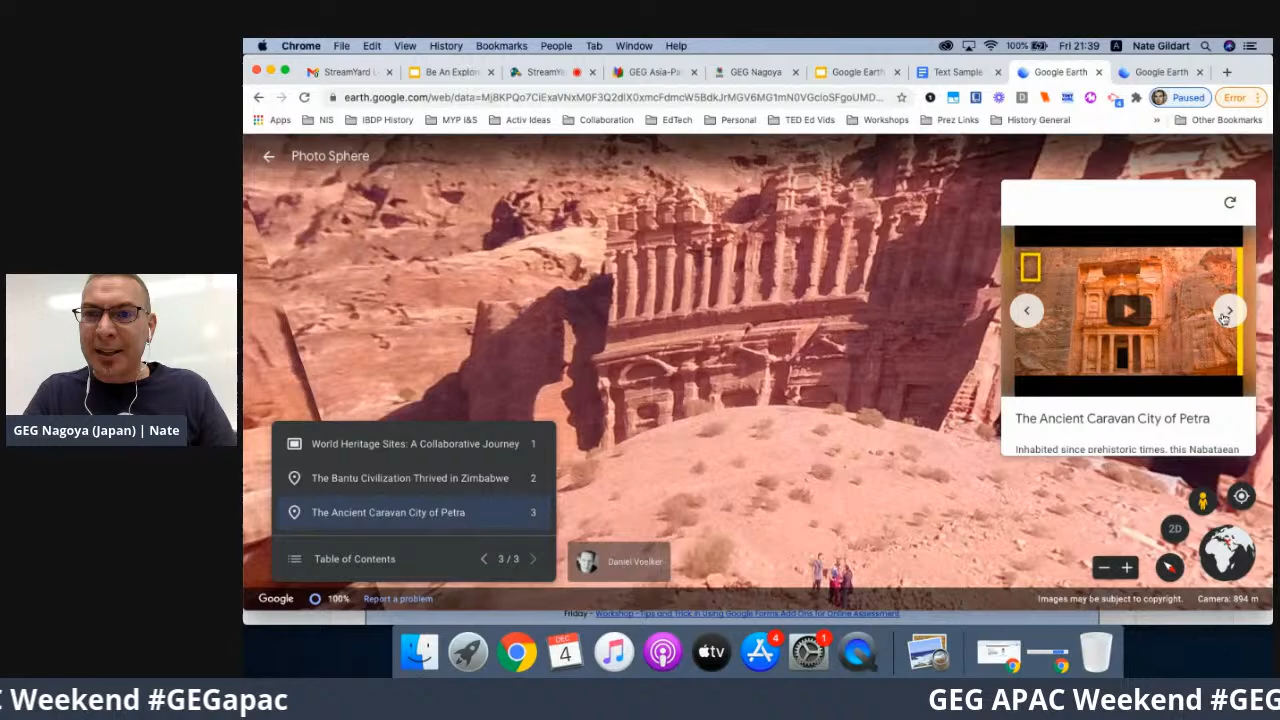 Chrome File Edit View History Bookmarks People Tab Window Help 100% Fri 21:39 A Nate Gildart
StreamYard Be An Explor StreamYa GEG Asia-Pa GEG Nagoya Google Earth Text Sample Google Earth Google Earth
earth.google.com/web/data= Paused Error
Apps NIS IBDP History MYP I&S Activ Ideas Collaboration EdTech Personal TED Ed Vids Workshops Prez Links History General » Other Bookmarks
Photo Sphere
The Ancient Caravan City of Petra
Inhabited since prehistoric times, this Nabataean
GEG Nagoya (Japan) | Nate
World Heritage Sites: A Collaborative Journey 1
The Bantu Civilization Thrived in Zimbabwe 2
The Ancient Caravan City of Petra 3
Table of Contents 3 / 3
Daniel Voelker
2D
Google 100% Report a problem Images may be subject to copyright. Camera: 894 m
Friday - Workshop -Tips and Trick in Using Google Forms Add Ons for Online Assessment
DEC
4
tv
4
1
C Weekend #GEGapac GEG APAC Weekend #GEG